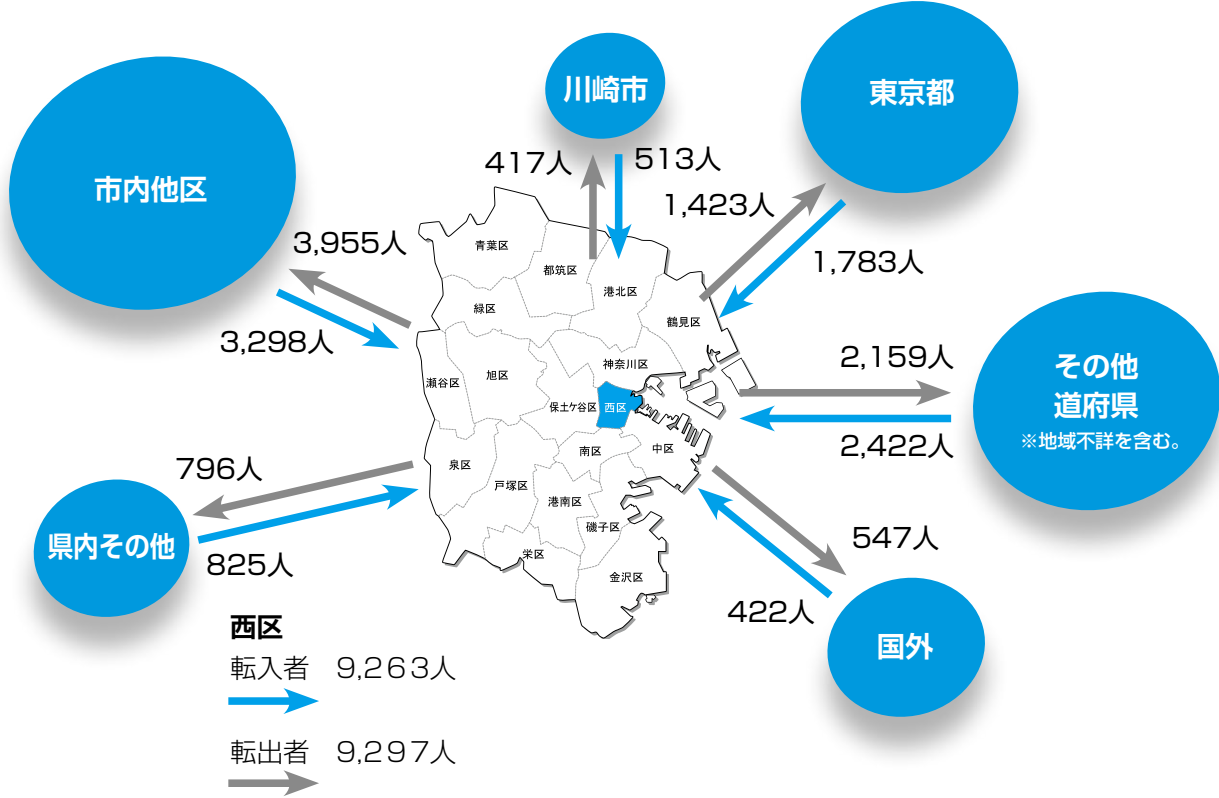 川崎市
東京都
市内他区
417人
513人
1,423人
3,955人
1,783人
3,298人
青葉区
都筑区
港北区
緑区
鶴見区
神奈川区
瀬谷区
旭区
保土ケ谷区
西区
中区
南区
泉区
戸塚区
港南区
磯子区
栄区
金沢区
2,159人
その他
道府県
※地域不詳を含む。
2,422人
796人
県内その他
825人
547人
422人
国外
西区
転入者 9,263人
転出者 9,297人